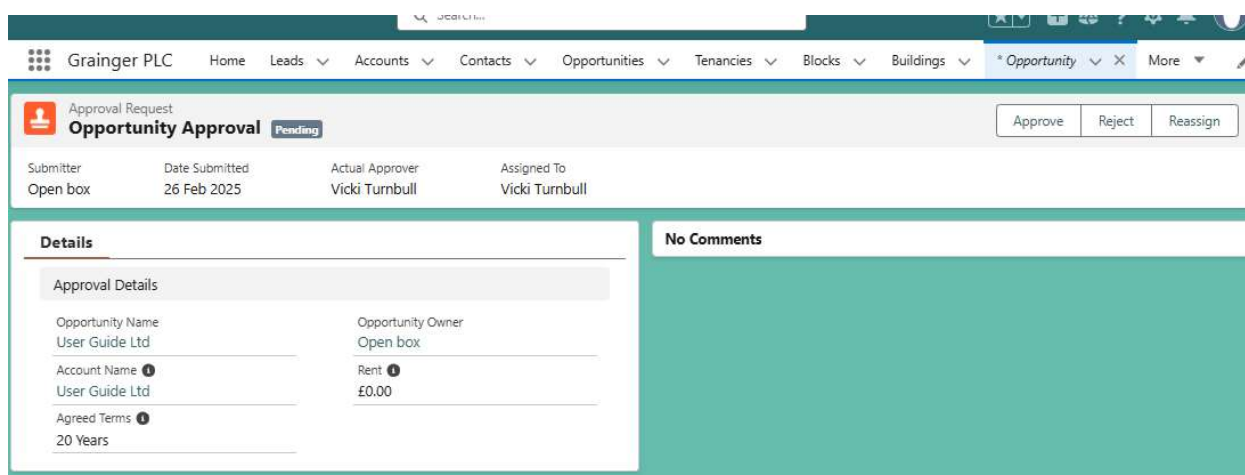 Search...
Grainger PLC Home Leads Accounts Contacts Opportunities Tenancies Blocks Buildings * Opportunity More
Approval Request
Opportunity Approval Pending
Approve Reject Reassign
Submitter Date Submitted Actual Approver Assigned To
Open box 26 Feb 2025 Vicki Turnbull Vicki Turnbull
Details
No Comments
Approval Details
Opportunity Name Opportunity Owner
User Guide Ltd Open box
Account Name Rent
User Guide Ltd £0.00
Agreed Terms
20 Years